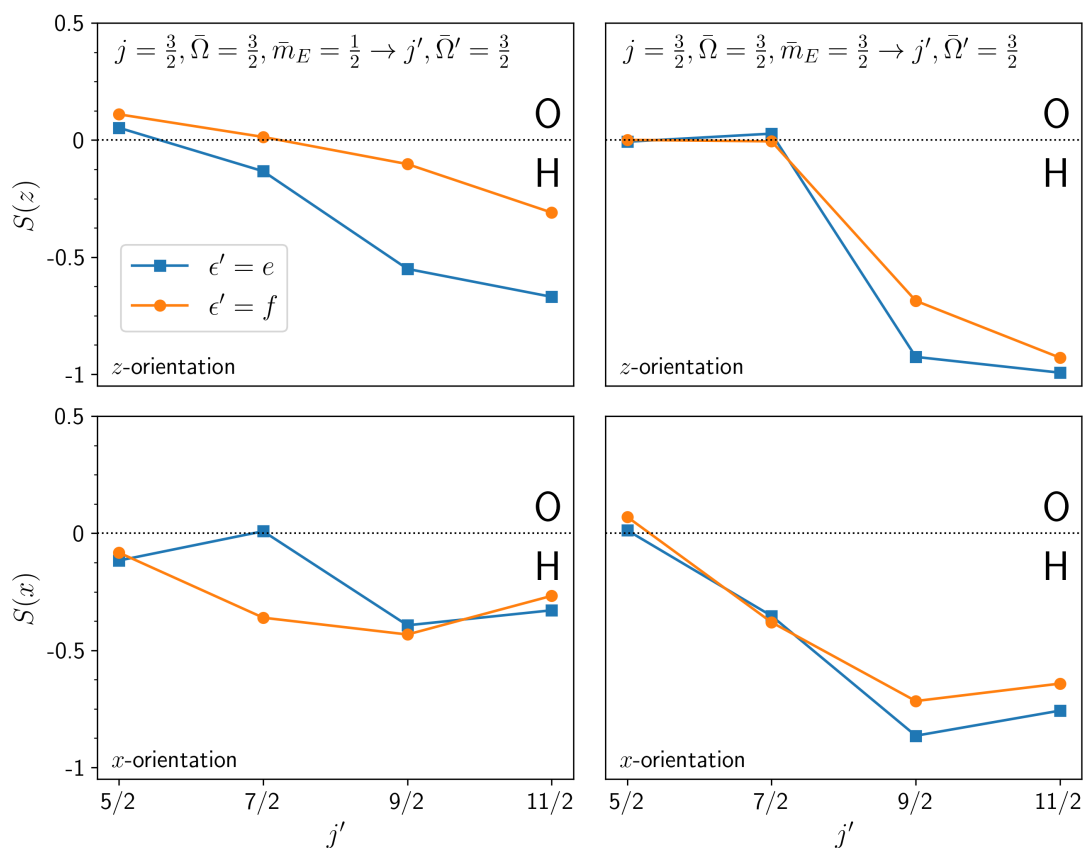 j = 3/2, Ω̄ = 3/2, m̄_E = 1/2 → j′, Ω̄′ = 3/2
0.5
0
-0.5
-1
S(z)
O
H
ϵ′ = e
ϵ′ = f
z-orientation
j = 3/2, Ω̄ = 3/2, m̄_E = 3/2 → j′, Ω̄′ = 3/2
O
H
z-orientation
0.5
0
-0.5
-1
S(x)
O
H
x-orientation
5/2 7/2 9/2 11/2
j′
O
H
x-orientation
5/2 7/2 9/2 11/2
j′